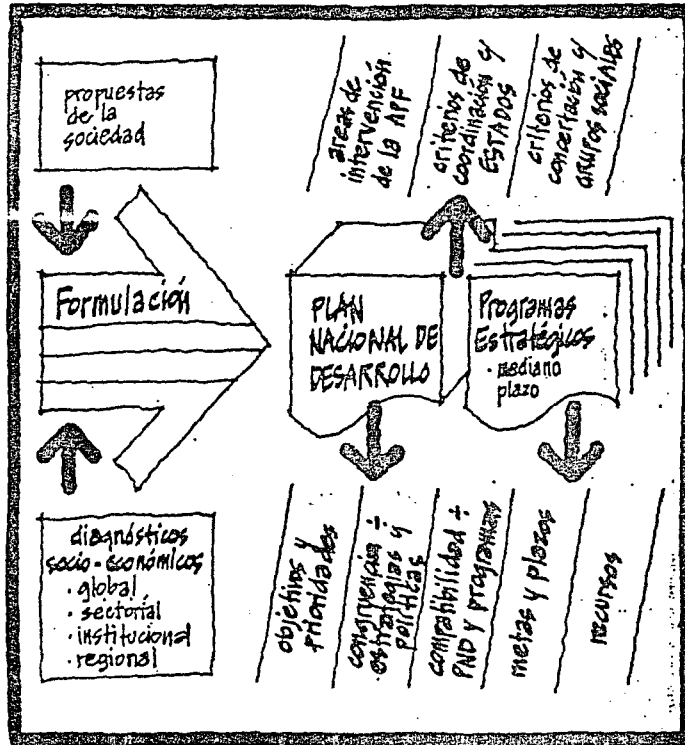 propuestas
de la
sociedad
áreas de
intervención
de la APF
criterios de
coordinación y
ESTADOS
criterios de
concertación y
GRUPOS SOCIALES
Formulación
PLAN
NACIONAL DE
DESARROLLO
Programas
Estratégicos
· mediano
plazo
diagnósticos
socio-económicos
· global
· sectorial
· institucional
· regional
objetivos y
prioridades
congruencia ÷
estrategias y
políticas
compatibilidad ÷
PND y programas
metas y plazos
recursos